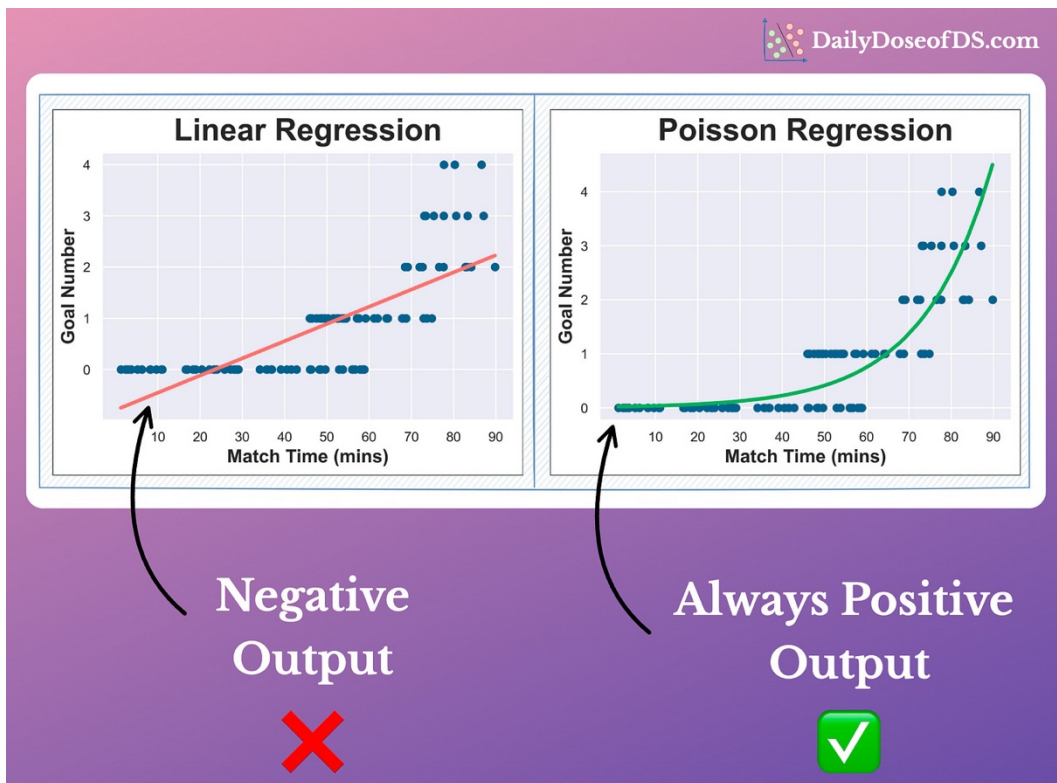 DailyDoseofDS.com
Linear Regression
4
3
2
1
0
Goal Number
10 20 30 40 50 60 70 80 90
Match Time (mins)
Poisson Regression
4
3
2
1
0
Goal Number
10 20 30 40 50 60 70 80 90
Match Time (mins)
Negative
Output
Always Positive
Output